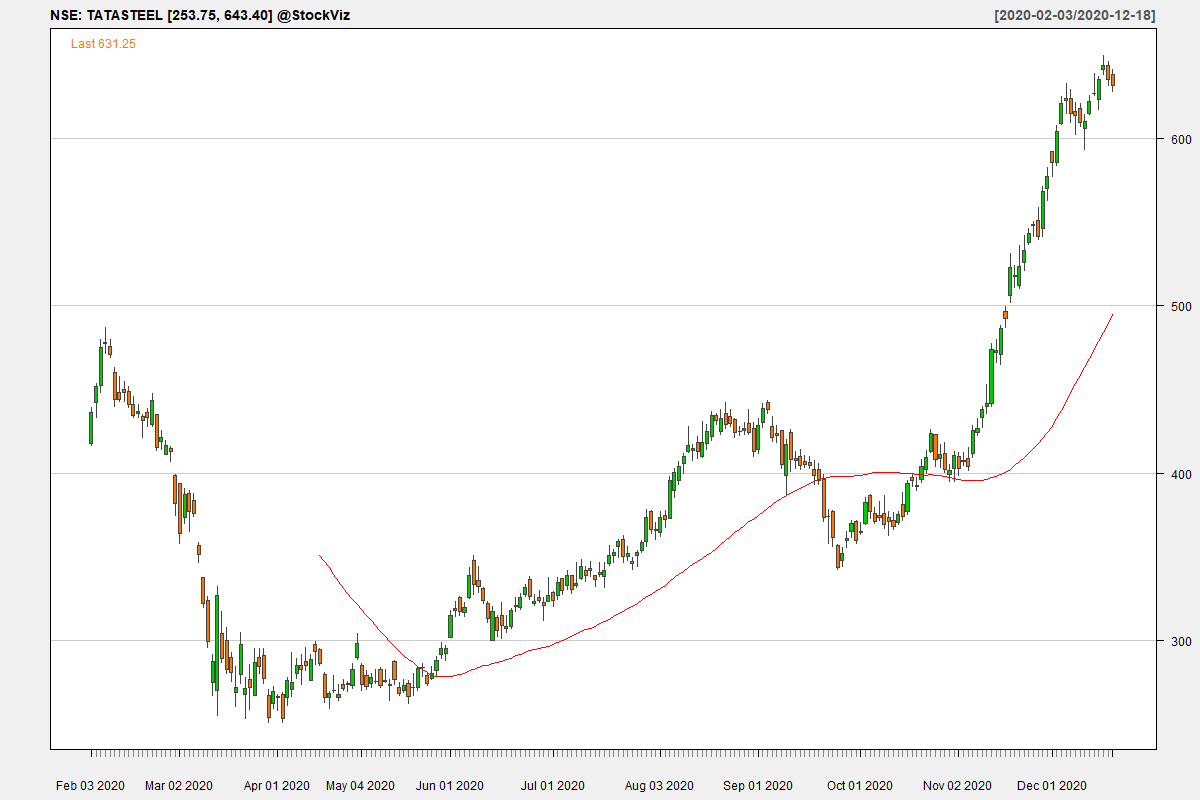 NSE: TATASTEEL [253.75, 643.40] @StockViz [2020-02-03/2020-12-18]
Last 631.25
600
500
400
300
Feb 03 2020 Mar 02 2020 Apr 01 2020 May 04 2020 Jun 01 2020 Jul 01 2020 Aug 03 2020 Sep 01 2020 Oct 01 2020 Nov 02 2020 Dec 01 2020